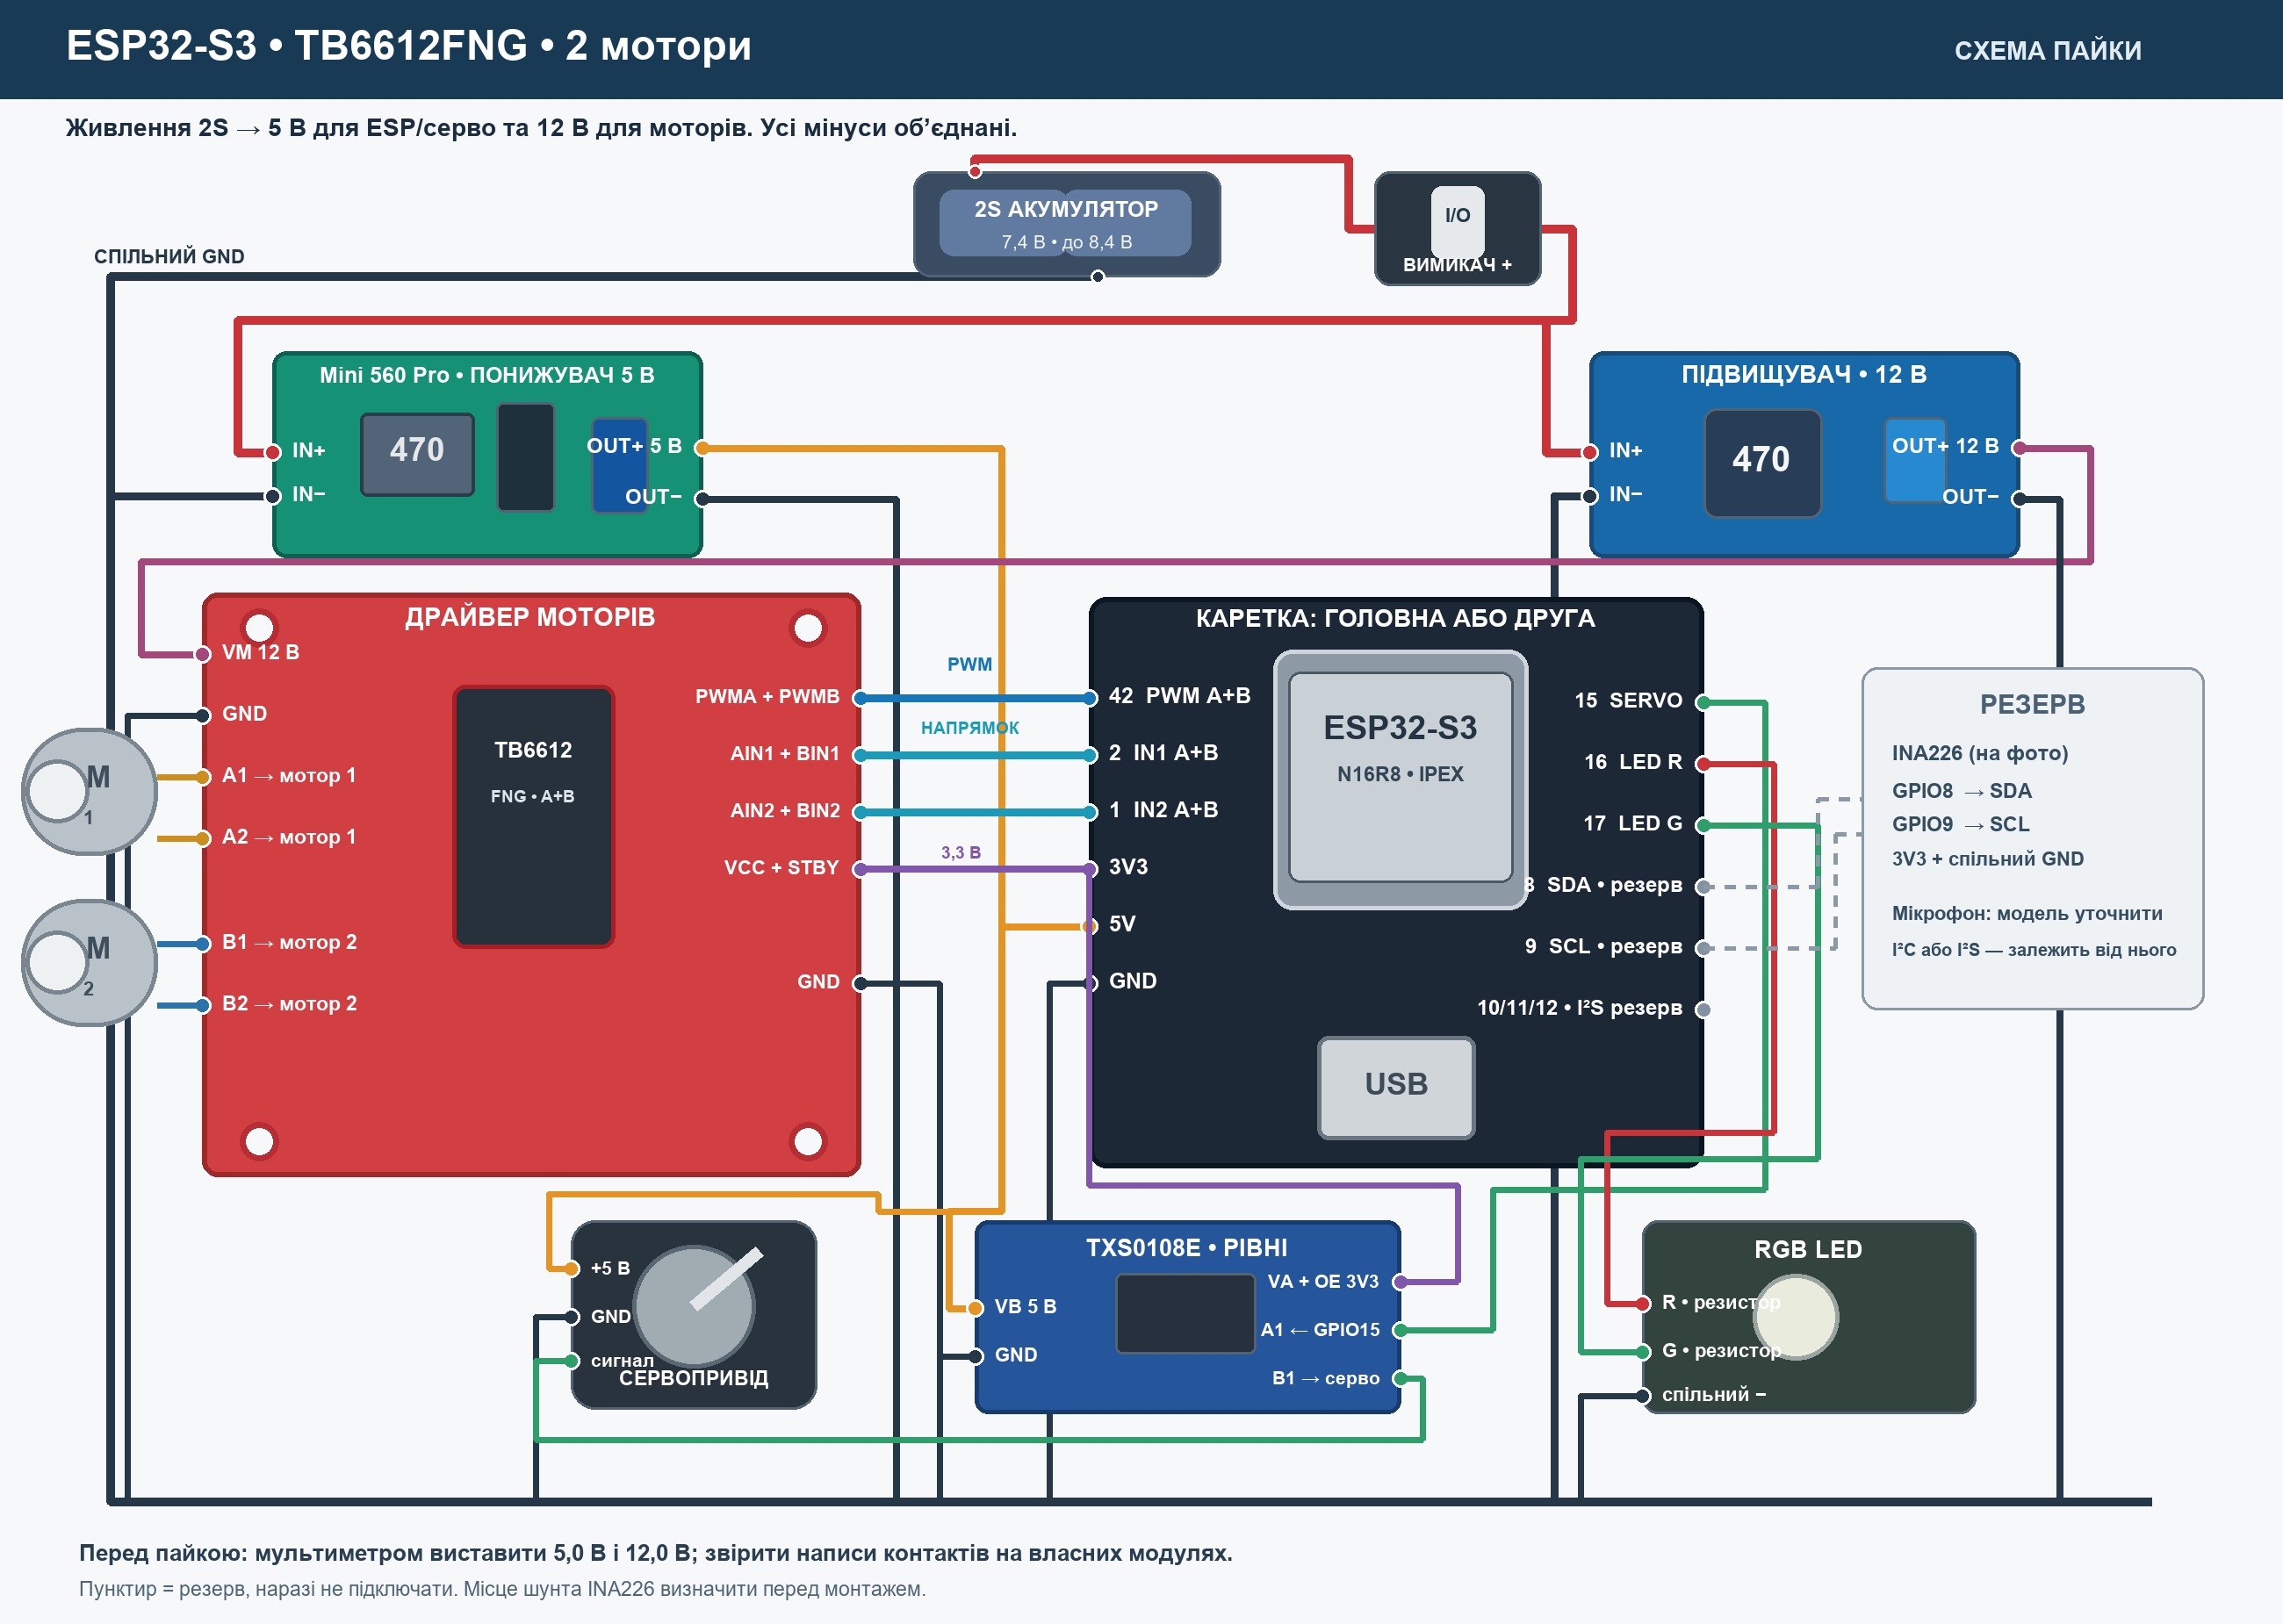 ESP32-S3 • TB6612FNG • 2 мотори
СХЕМА ПАЙКИ
Живлення 2S → 5 В для ESP/серво та 12 В для моторів. Усі мінуси об’єднані.
2S АКУМУЛЯТОР
7,4 В • до 8,4 В
I/O
ВИМИКАЧ +
СПІЛЬНИЙ GND
Mini 560 Pro • ПОНИЖУВАЧ 5 В
470
IN+
IN−
OUT+ 5 В
OUT−
ПІДВИЩУВАЧ • 12 В
470
IN+
IN−
OUT+ 12 В
OUT−
ДРАЙВЕР МОТОРІВ
VM 12 В
GND
A1 → мотор 1
A2 → мотор 1
B1 → мотор 2
B2 → мотор 2
TB6612
FNG • A+B
PWMA + PWMB
AIN1 + BIN1
AIN2 + BIN2
VCC + STBY
GND
M
1
M
2
PWM
НАПРЯМОК
3,3 В
КАРЕТКА: ГОЛОВНА АБО ДРУГА
42 PWM A+B
2 IN1 A+B
1 IN2 A+B
3V3
5V
GND
ESP32-S3
N16R8 • IPEX
USB
15 SERVO
16 LED R
17 LED G
8 SDA • резерв
9 SCL • резерв
10/11/12 • I²S резерв
РЕЗЕРВ
INA226 (на фото)
GPIO8 → SDA
GPIO9 → SCL
3V3 + спільний GND
Мікрофон: модель уточнити
I²C або I²S — залежить від нього
+5 В
GND
сигнал
СЕРВОПРИВІД
TXS0108E • РІВНІ
VB 5 В
GND
VA + OE 3V3
A1 ← GPIO15
B1 → серво
RGB LED
R • резистор
G • резистор
спільний −
Перед пайкою: мультиметром виставити 5,0 В і 12,0 В; звірити написи контактів на власних модулях.
Пунктир = резерв, наразі не підключати. Місце шунта INA226 визначити перед монтажем.